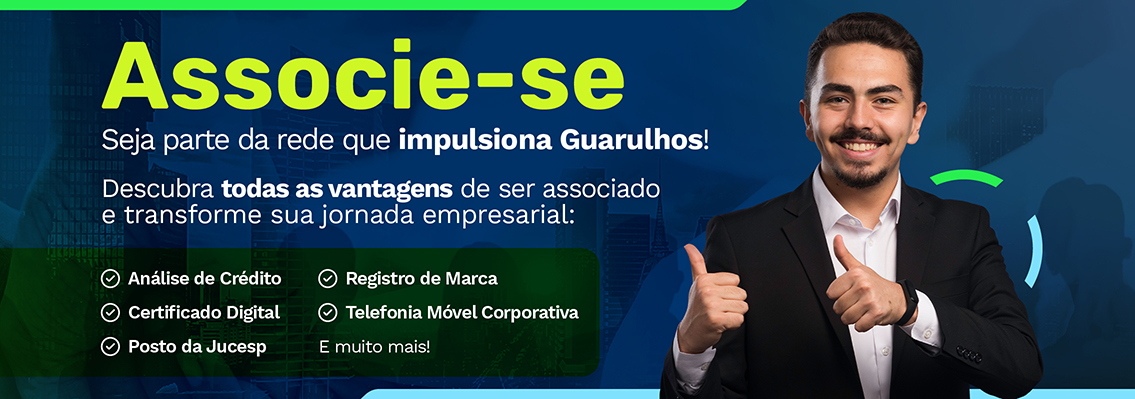 Associe-se
Seja parte da rede que impulsiona Guarulhos!
Descubra todas as vantagens de ser associado
e transforme sua jornada empresarial:
Análise de Crédito
Certificado Digital
Posto da Jucesp
Registro de Marca
Telefonia Móvel Corporativa
E muito mais!